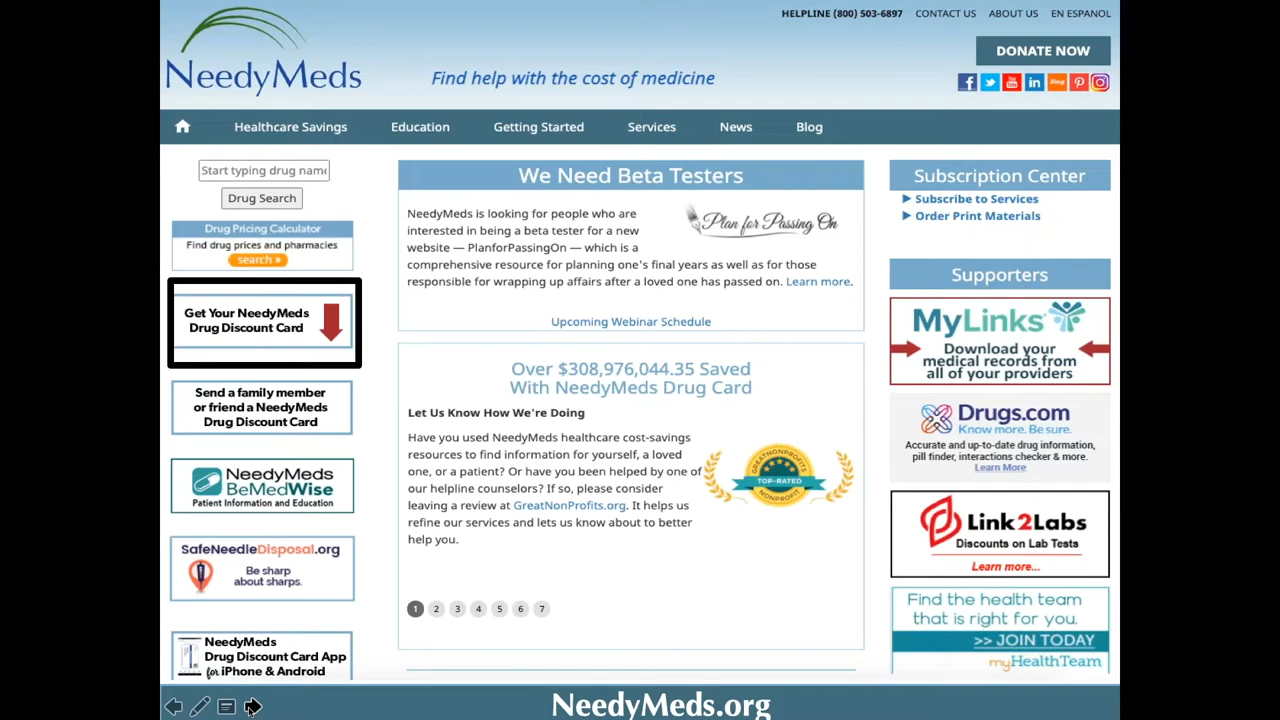 HELPLINE (800) 503-6897 CONTACT US ABOUT US EN ESPANOL
DONATE NOW
NeedyMeds
Find help with the cost of medicine
You Tube
in
Blog
Healthcare Savings Education Getting Started Services News Blog
Start typing drug name
Drug Search
Drug Pricing Calculator
Find drug prices and pharmacies
search »
Get Your NeedyMeds
Drug Discount Card
Send a family member
or friend a NeedyMeds
Drug Discount Card
NeedyMeds
BeMedWise
Patient Information and Education
SafeNeedleDisposal.org
Be sharp
about sharps.
NeedyMeds
Drug Discount Card App
for iPhone & Android
We Need Beta Testers
NeedyMeds is looking for people who are
interested in being a beta tester for a new
website — PlanforPassingOn — which is a
comprehensive resource for planning one's final years as well as for those
responsible for wrapping up affairs after a loved one has passed on. Learn more.
Plan for Passing On
Upcoming Webinar Schedule
Over $308,976,044.35 Saved
With NeedyMeds Drug Card
Let Us Know How We're Doing
Have you used NeedyMeds healthcare cost-savings
resources to find information for yourself, a loved
one, or a patient? Or have you been helped by one of
our helpline counselors? If so, please consider
leaving a review at GreatNonProfits.org. It helps us
refine our services and lets us know about to better
help you.
GREATNONPROFITS
TOP-RATED
NONPROFIT
1 2 3 4 5 6 7
Subscription Center
Subscribe to Services
Order Print Materials
Supporters
MyLinks
Download your
medical records from
all of your providers
Drugs.com
Know more. Be sure.
Accurate and up-to-date drug information,
pill finder, interactions checker & more.
Learn More
Link2Labs
Discounts on Lab Tests
Learn more...
Find the health team
that is right for you.
>> JOIN TODAY
myHealthTeam
NeedyMeds.org